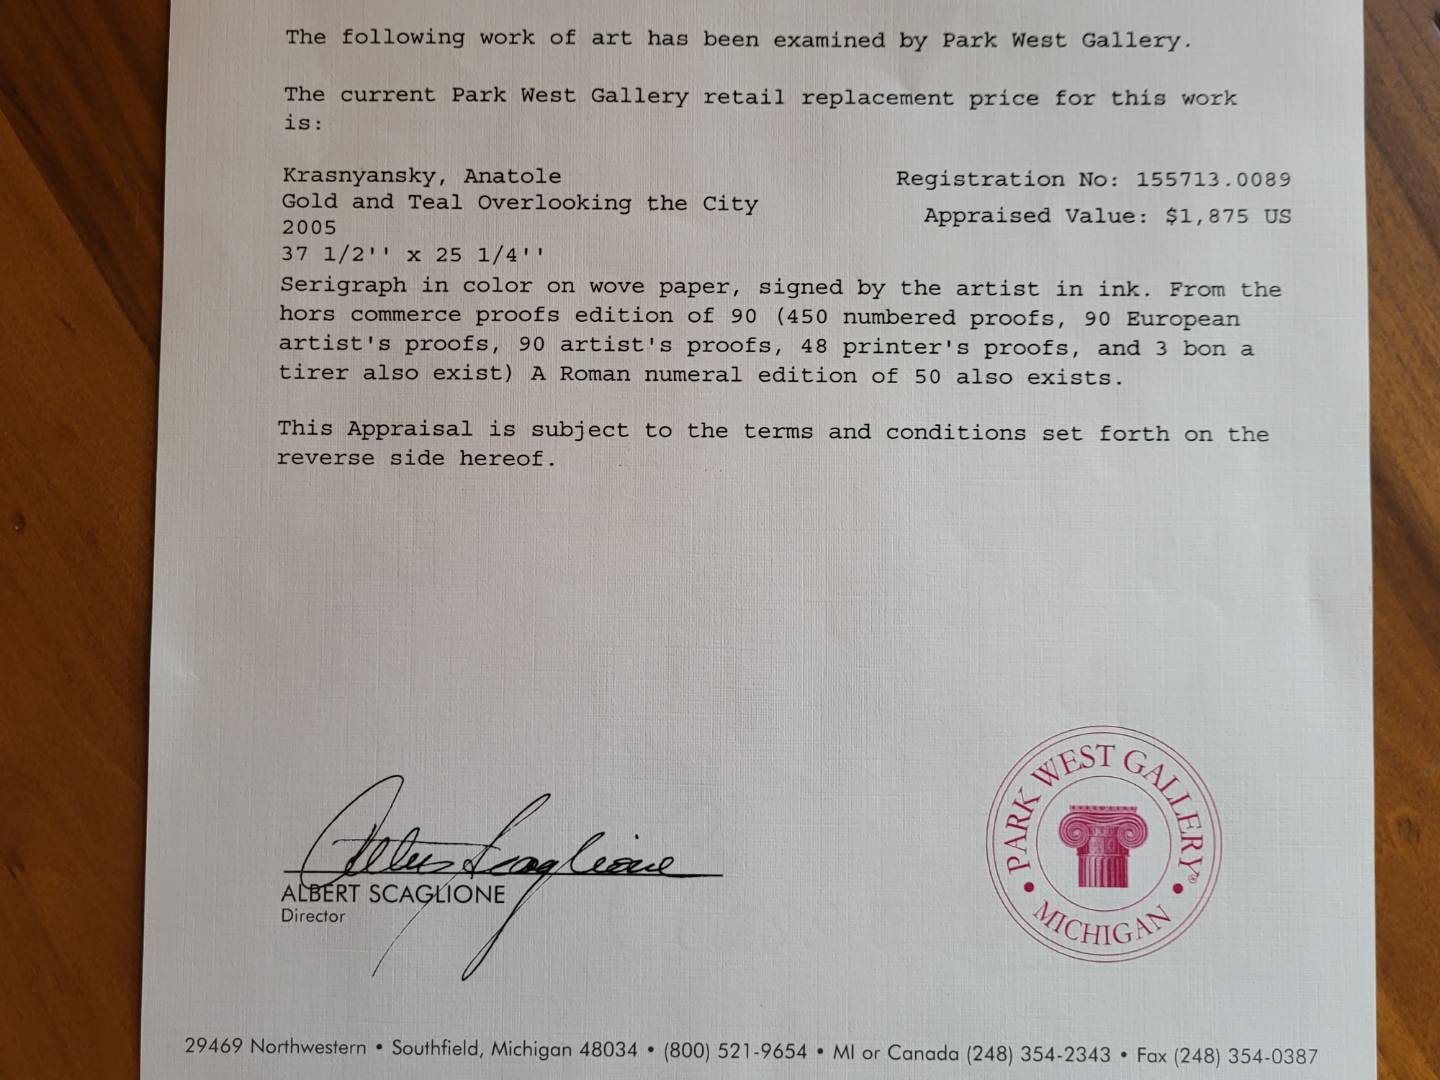 The following work of art has been examined by Park West Gallery.
The current Park West Gallery retail replacement price for this work
is:
Krasnyansky, Anatole
Registration No: 155713.0089
Gold and Teal Overlooking the City
Appraised Value: $1,875 US
2005
37 1/2'' x 25 1/4''
Serigraph in color on wove paper, signed by the artist in ink. From the
hors commerce proofs edition of 90 (450 numbered proofs, 90 European
artist's proofs, 90 artist's proofs, 48 printer's proofs, and 3 bon a
tirer also exist) A Roman numeral edition of 50 also exists.
This Appraisal is subject to the terms and conditions set forth on the
reverse side hereof.
Albert Scaglione
ALBERT SCAGLIONE
Director
PARK WEST GALLERY®
• MICHIGAN •
29469 Northwestern • Southfield, Michigan 48034 • (800) 521-9654 • MI or Canada (248) 354-2343 • Fax (248) 354-0387